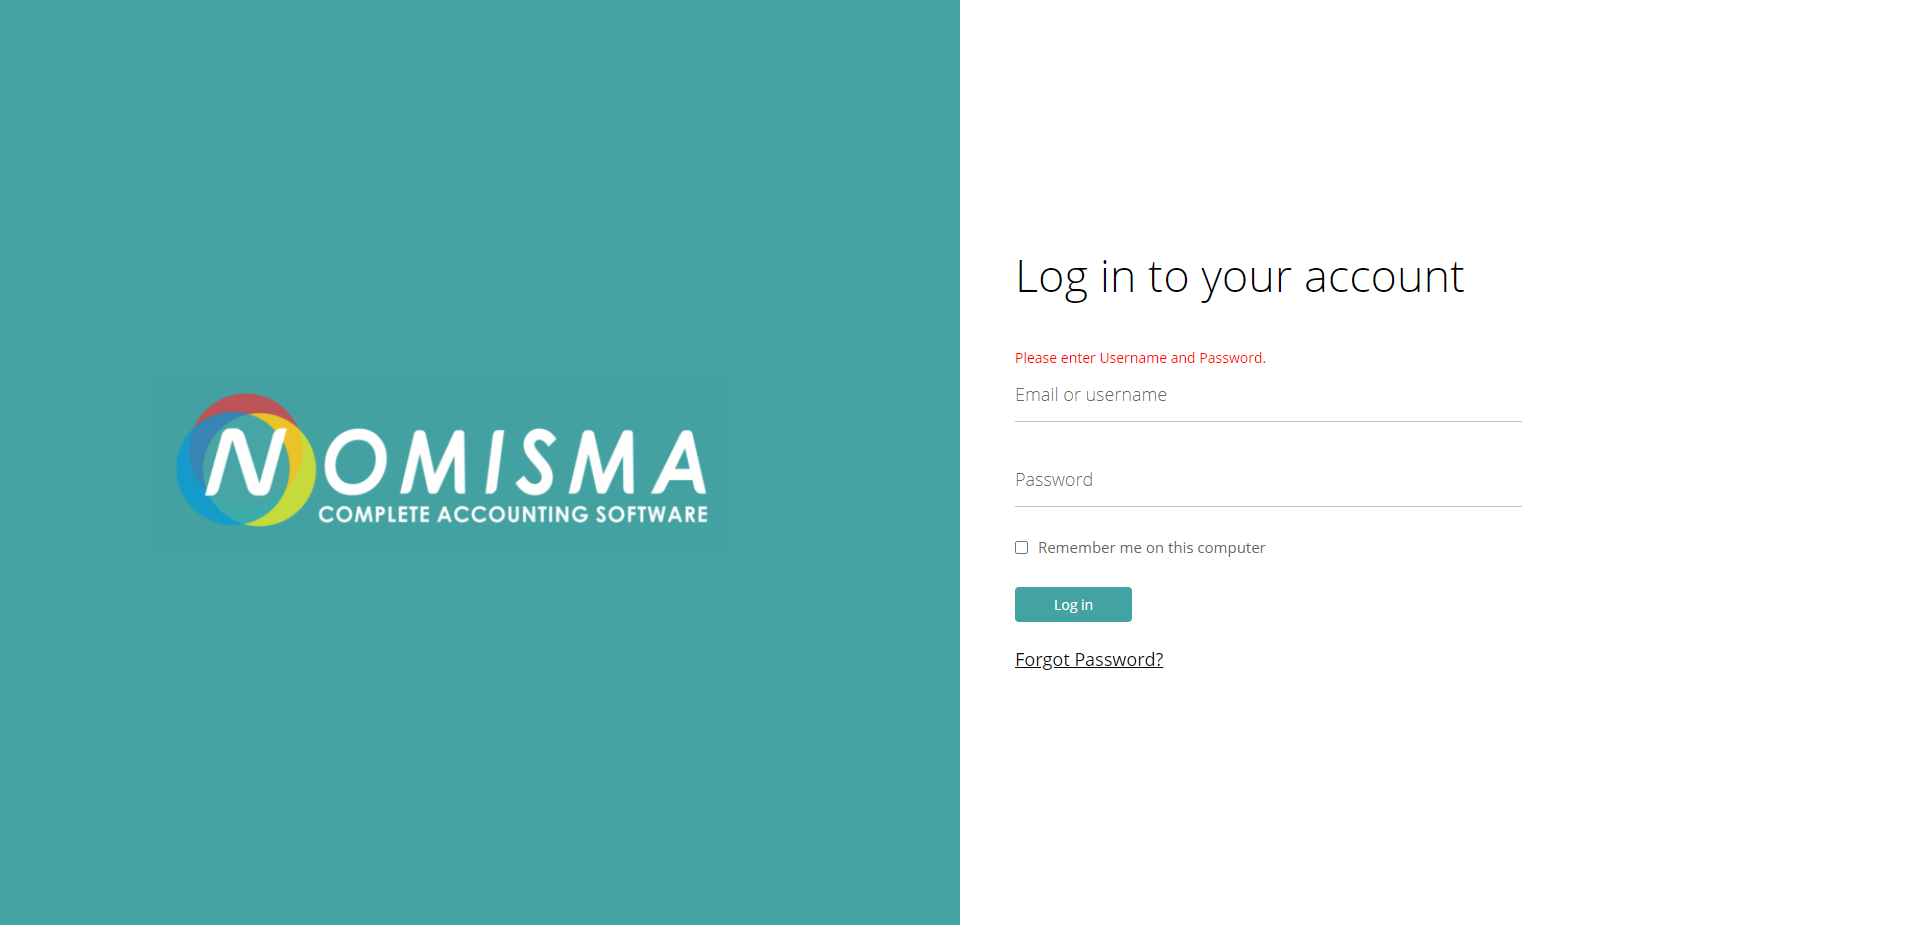 NOMISMA
COMPLETE ACCOUNTING SOFTWARE
Log in to your account
Please enter Username and Password.
Email or username
Password
Remember me on this computer
Log in
Forgot Password?